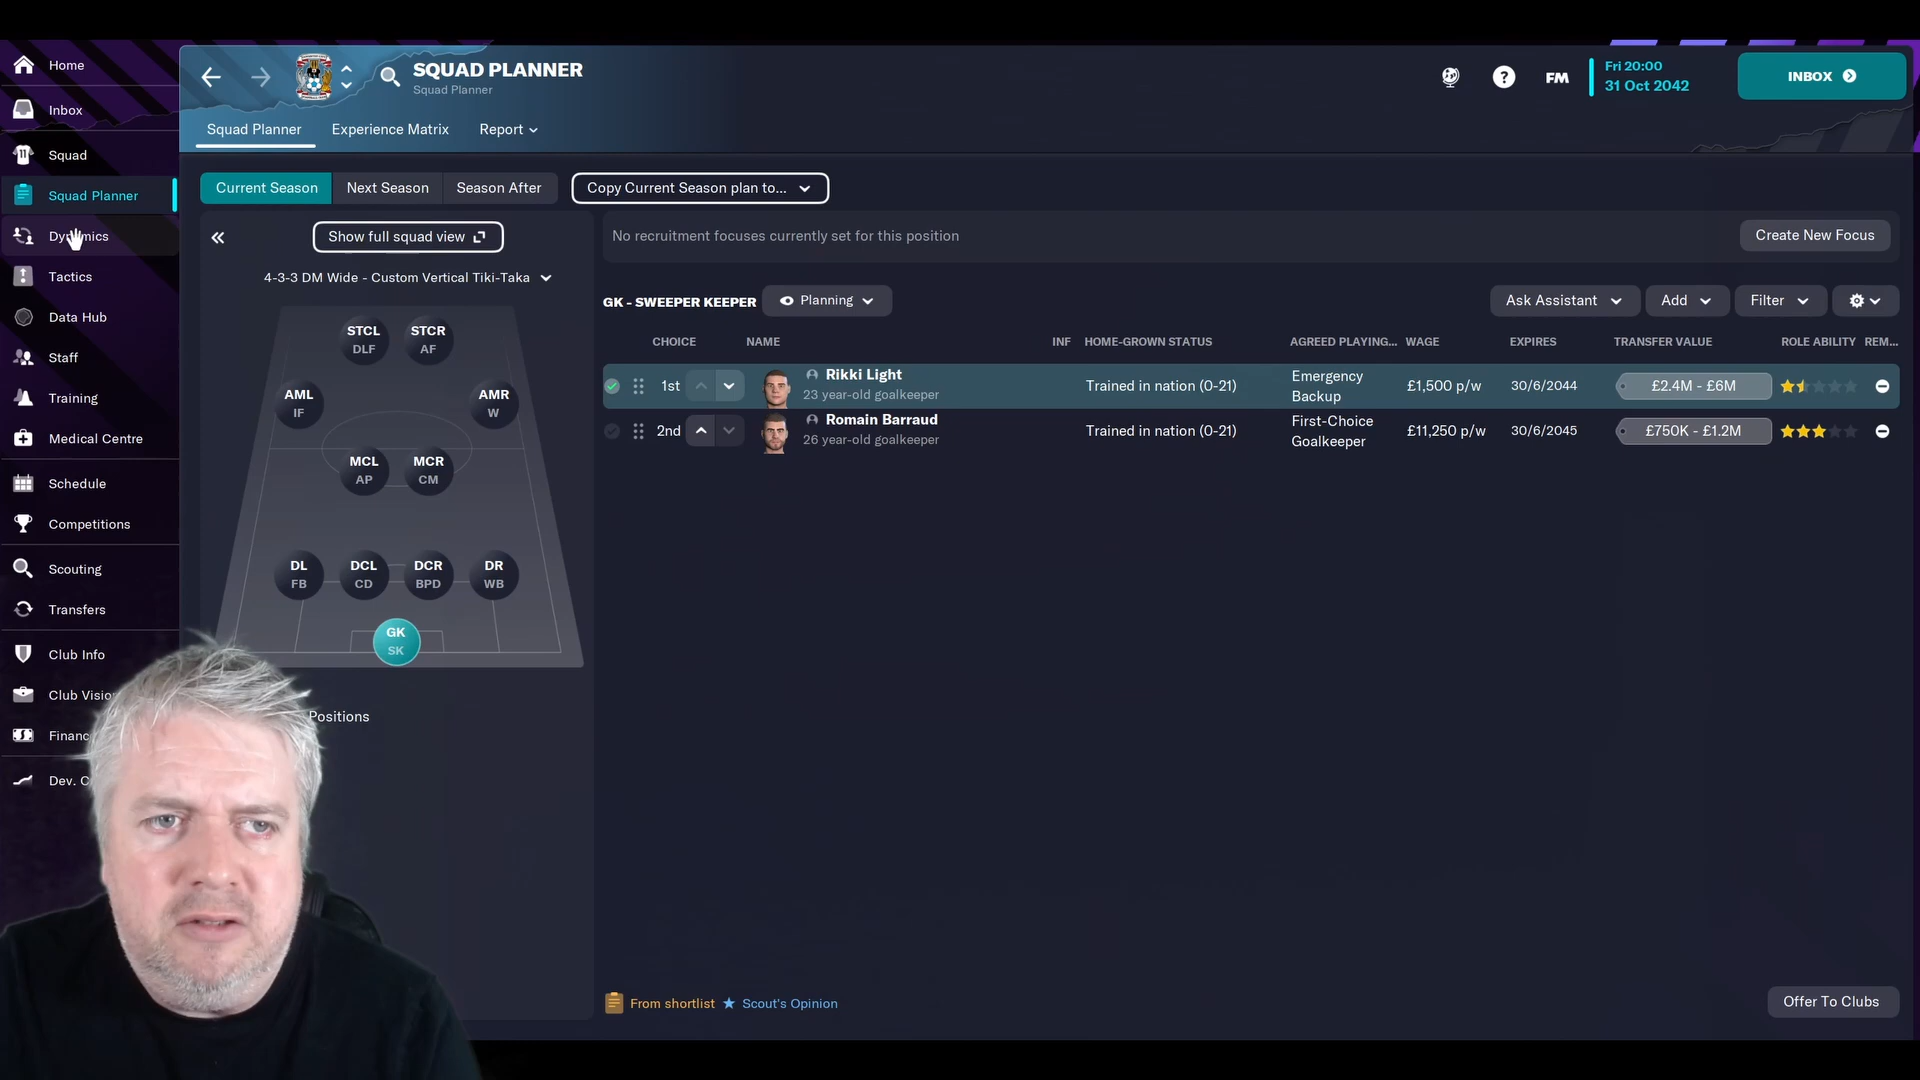 Home
Inbox
Squad
Squad Planner
Dynamics
Tactics
Data Hub
Staff
Training
Medical Centre
Schedule
Competitions
Scouting
Transfers
Club Info
Club Visio
Financ
Dev. C
SQUAD PLANNER
Squad Planner
FM
Fri 20:00
31 Oct 2042
INBOX
Squad Planner Experience Matrix Report
Current Season Next Season Season After Copy Current Season plan to...
Show full squad view
4-3-3 DM Wide - Custom Vertical Tiki-Taka
STCL STCR
DLF AF
AML AMR
IF W
MCL MCR
AP CM
DL DCL DCR DR
FB CD BPD WB
GK
SK
Positions
No recruitment focuses currently set for this position
Create New Focus
GK - SWEEPER KEEPER Planning Ask Assistant Add Filter
CHOICE NAME INF HOME-GROWN STATUS AGREED PLAYING... WAGE EXPIRES TRANSFER VALUE ROLE ABILITY REM...
1st Rikki Light Trained in nation (0-21) Emergency Backup £1,500 p/w 30/6/2044 £2.4M - £6M
23 year-old goalkeeper
2nd Romain Barraud Trained in nation (0-21) First-Choice Goalkeeper £11,250 p/w 30/6/2045 £750K - £1.2M
26 year-old goalkeeper
From shortlist Scout's Opinion
Offer To Clubs